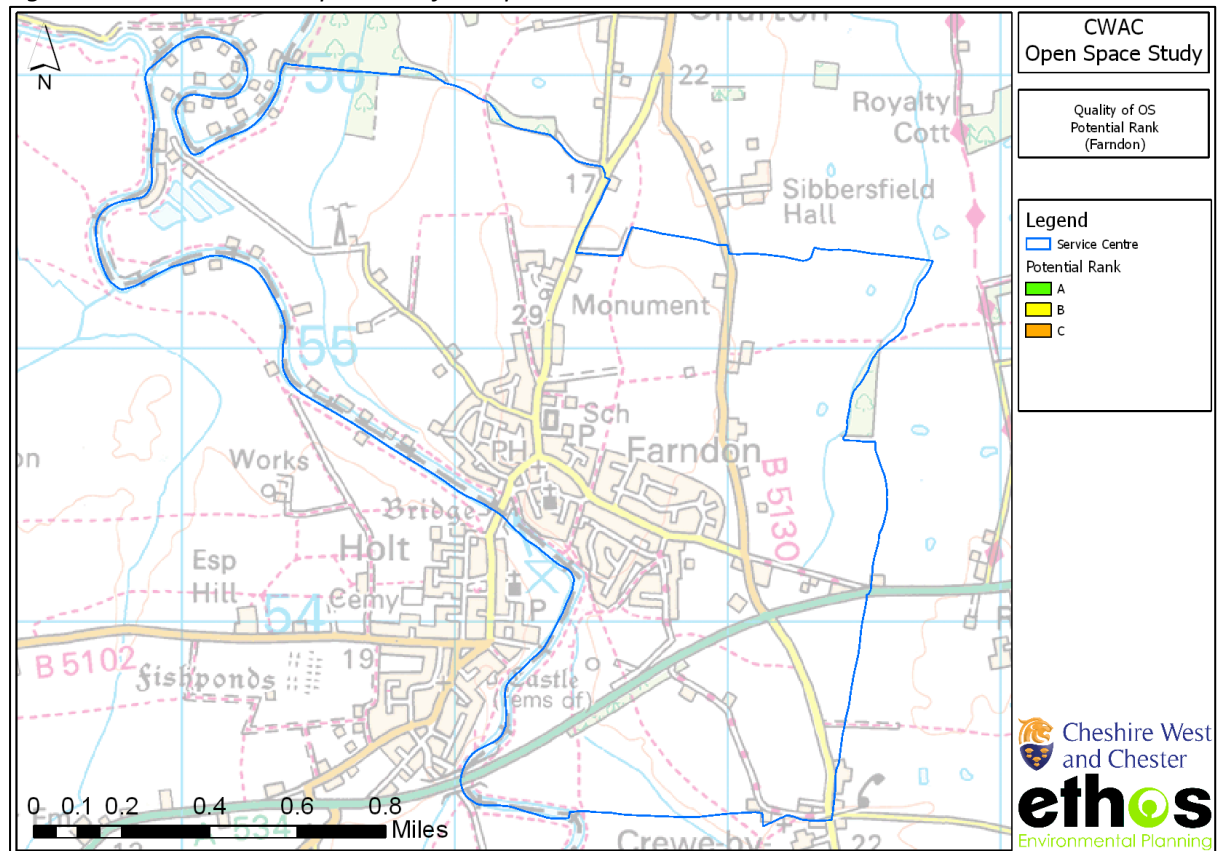 N
56
22
17
Royalty
Cott
Sibbersfield
Hall
Monument
29
55
Sch
P
PH
Farndon
Works
Bridge
Holt
B 5130
Esp
Hill
Cemy
54
P
B 5102
19
Fishponds
Castle
Crewe-by-
22
0 0.1 0.2 0.4 0.6 0.8
Miles
CWAC
Open Space Study
Quality of OS
Potential Rank
(Farndon)
Legend
Service Centre
Potential Rank
A
B
C
Cheshire West
and Chester
ethos
Environmental Planning